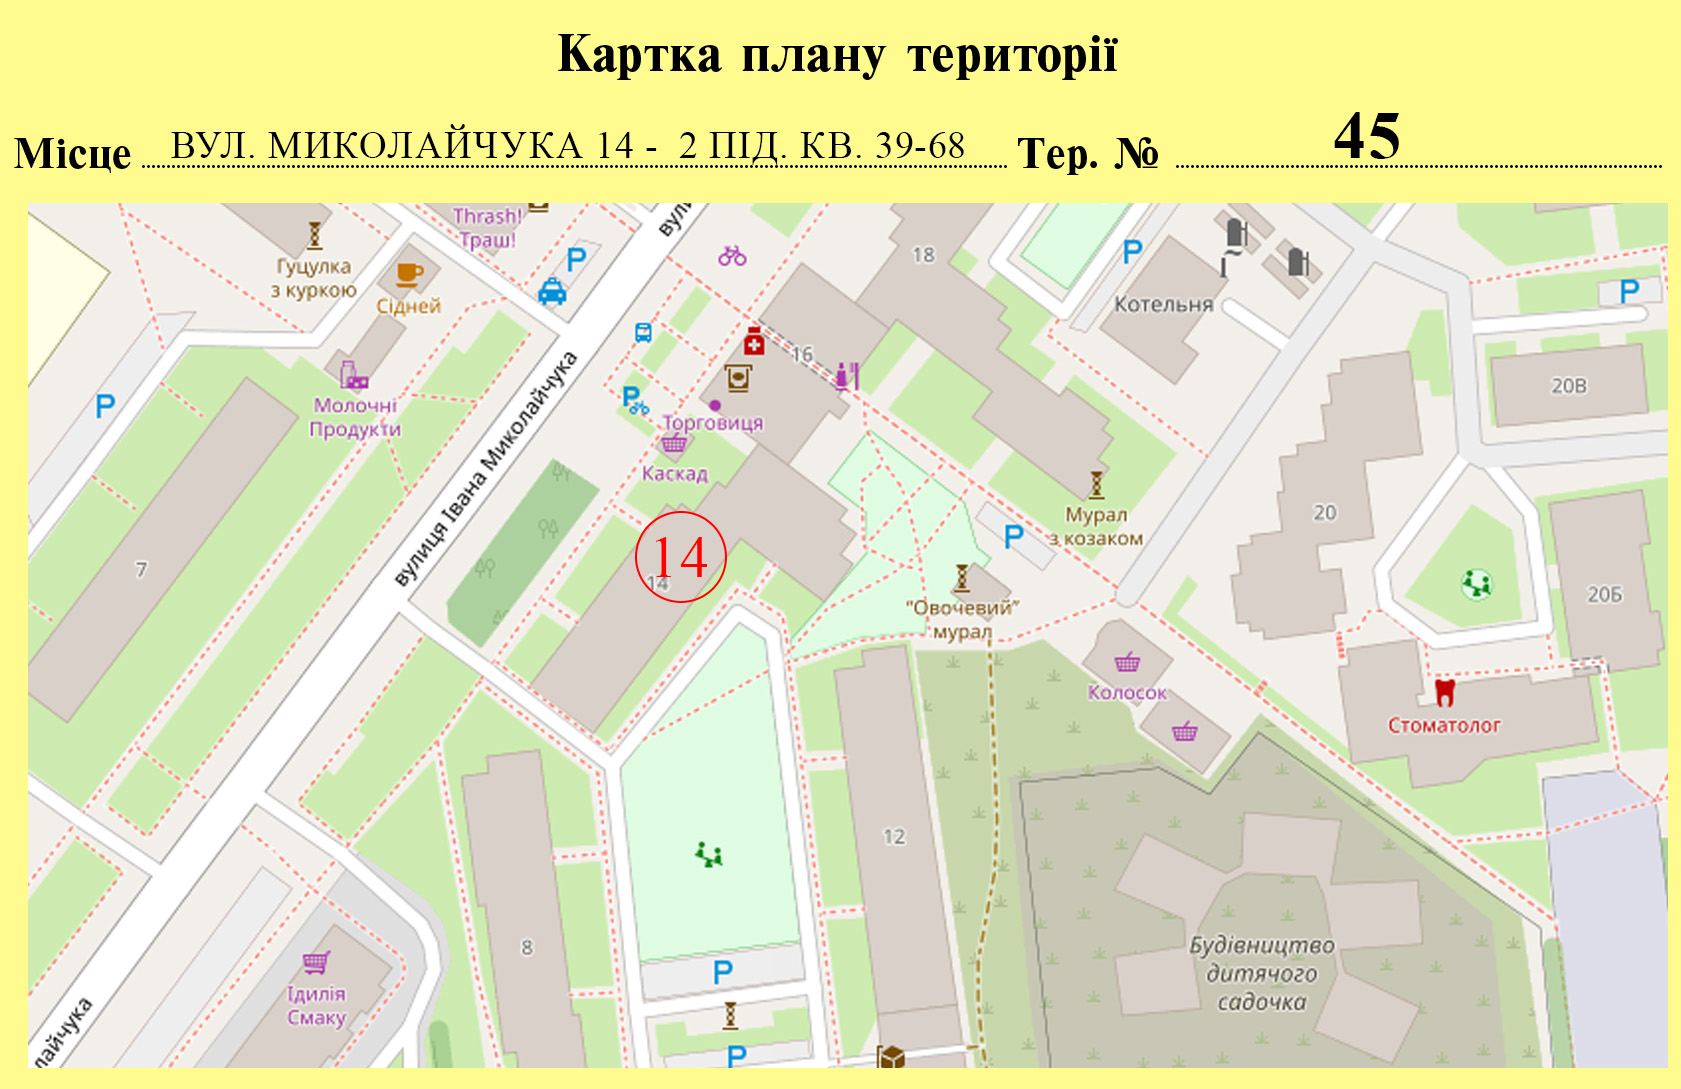 Картка плану території
Місце ВУЛ. МИКОЛАЙЧУКА 14 - 2 ПІД. КВ. 39-68 Тер. № 45
Thrash!
Траш!
Гуцулка
з куркою
Сідней
P
18
P
Котельня
P
16
Молочні
Продукти
P
P
Торговиця
Каскад
20В
вулиця Івана Миколайчука
14
14
Мурал
з козаком
P
20
7
"Овочевий"
мурал
20Б
Колосок
Стоматолог
12
8
Будівництво
дитячого
садочка
P
Ідилія
Смаку
P
лайчука